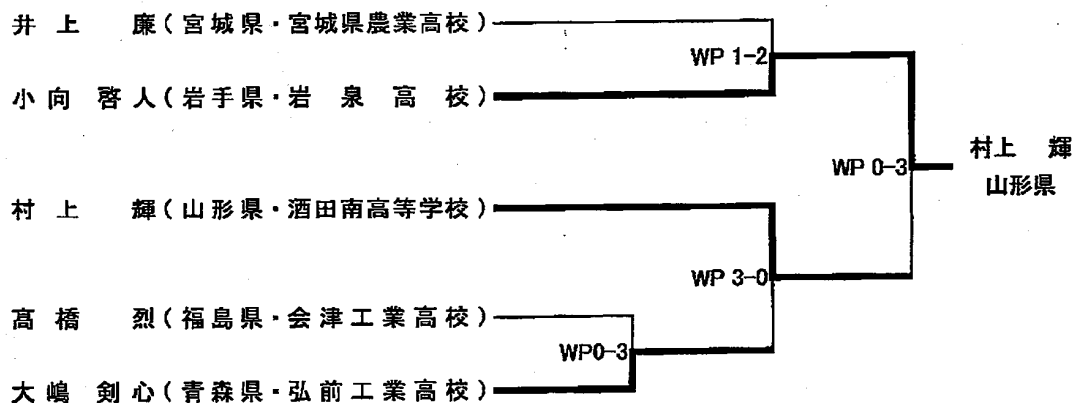 井上 廉(宮城県・宮城県農業高校)
WP 1-2
小向 啓人(岩手県・岩泉高校)
村上 輝
WP 0-3
山形県
村上 輝(山形県・酒田南高等学校)
WP 3-0
髙橋 烈(福島県・会津工業高校)
WP0-3
大嶋 剣心(青森県・弘前工業高校)